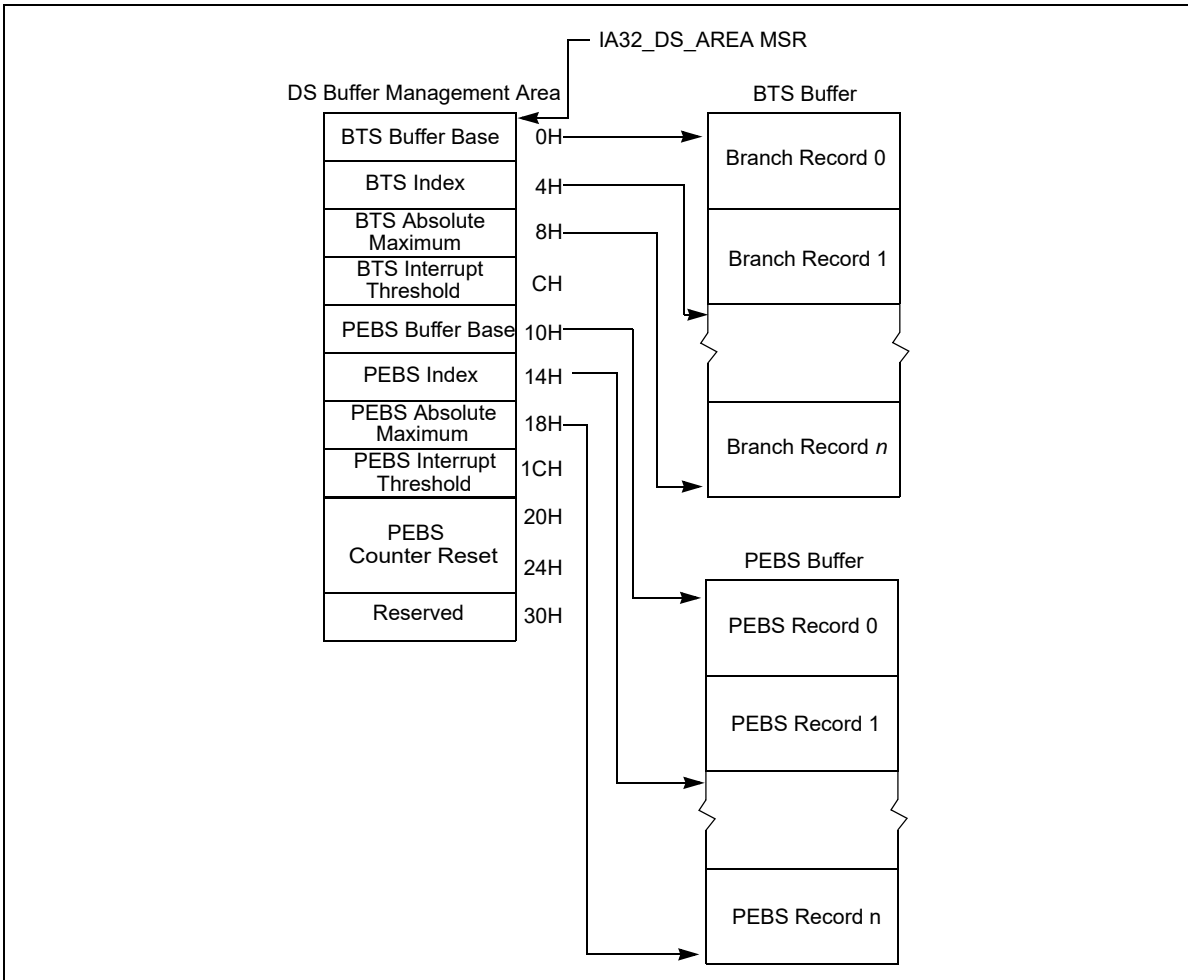 IA32_DS_AREA MSR
DS Buffer Management Area
BTS Buffer Base 0H
BTS Index 4H
BTS Absolute
Maximum 8H
BTS Interrupt
Threshold CH
PEBS Buffer Base 10H
PEBS Index 14H
PEBS Absolute
Maximum 18H
PEBS Interrupt
Threshold 1CH
20H
PEBS
Counter Reset
24H
Reserved 30H
BTS Buffer
Branch Record 0
Branch Record 1
Branch Record n
PEBS Buffer
PEBS Record 0
PEBS Record 1
PEBS Record n